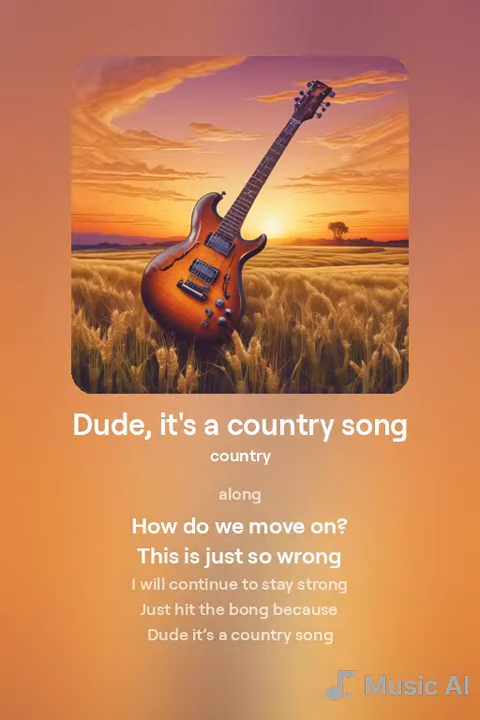 Dude, it's a country song
country
along
How do we move on?
This is just so wrong
I will continue to stay strong
Just hit the bong because
Dude it’s a country song
Music AI